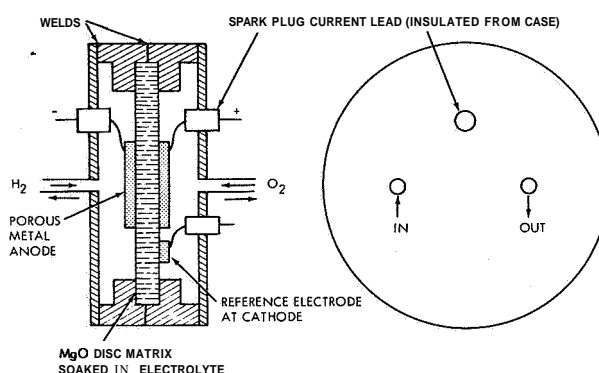 WELDS
SPARK PLUG CURRENT LEAD (INSULATED FROM CASE)
-
+
H2
O2
POROUS
METAL
ANODE
IN
OUT
REFERENCE ELECTRODE
AT CATHODE
MgO DISC MATRIX
SOAKED IN ELECTROLYTE